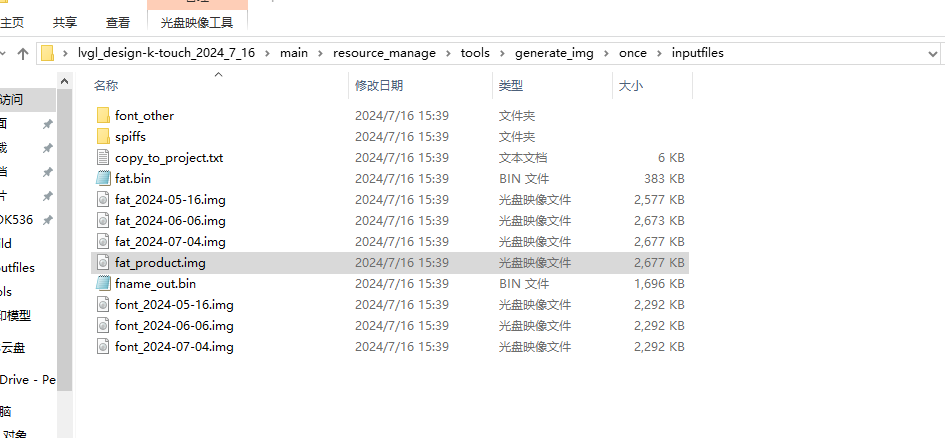 主页 共享 查看 光盘映像工具
lvgl_design-k-touch_2024_7_16 › main › resource_manage › tools › generate_img › once › inputfiles
名称 修改日期 类型 大小
访问
font_other 2024/7/16 15:39 文件夹
面
spiffs 2024/7/16 15:39 文件夹
载
copy_to_project.txt 2024/7/16 15:39 文本文档 6 KB
档
fat.bin 2024/7/16 15:39 BIN 文件 383 KB
片
fat_2024-05-16.img 2024/7/16 15:39 光盘映像文件 2,577 KB
DK536
fat_2024-06-06.img 2024/7/16 15:39 光盘映像文件 2,673 KB
ild
fat_2024-07-04.img 2024/7/16 15:39 光盘映像文件 2,677 KB
utfiles
fat_product.img 2024/7/16 15:39 光盘映像文件 2,677 KB
ols
fname_out.bin 2024/7/16 15:39 BIN 文件 1,696 KB
和模型
font_2024-05-16.img 2024/7/16 15:39 光盘映像文件 2,292 KB
font_2024-06-06.img 2024/7/16 15:39 光盘映像文件 2,292 KB
云盘
font_2024-07-04.img 2024/7/16 15:39 光盘映像文件 2,292 KB
Drive - Pe
脑
对象